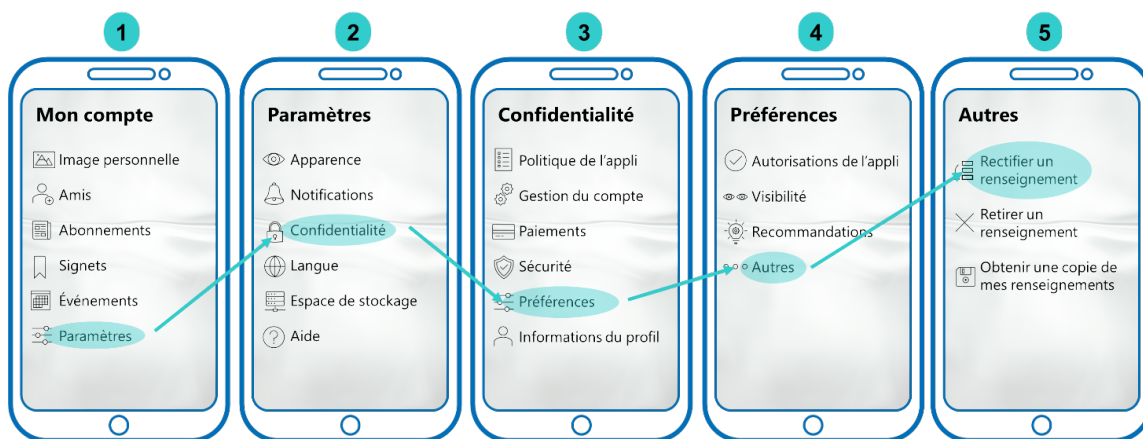 1
2
3
4
5
Mon compte
Image personnelle
Amis
Abonnements
Signets
Événements
Paramètres
Paramètres
Apparence
Notifications
Confidentialité
Langue
Espace de stockage
Aide
Confidentialité
Politique de l'appli
Gestion du compte
Paiements
Sécurité
Préférences
Informations du profil
Préférences
Autorisations de l'appli
Visibilité
Recommandations
Autres
Autres
Rectifier un
renseignement
Retirer un
renseignement
Obtenir une copie de
mes renseignements